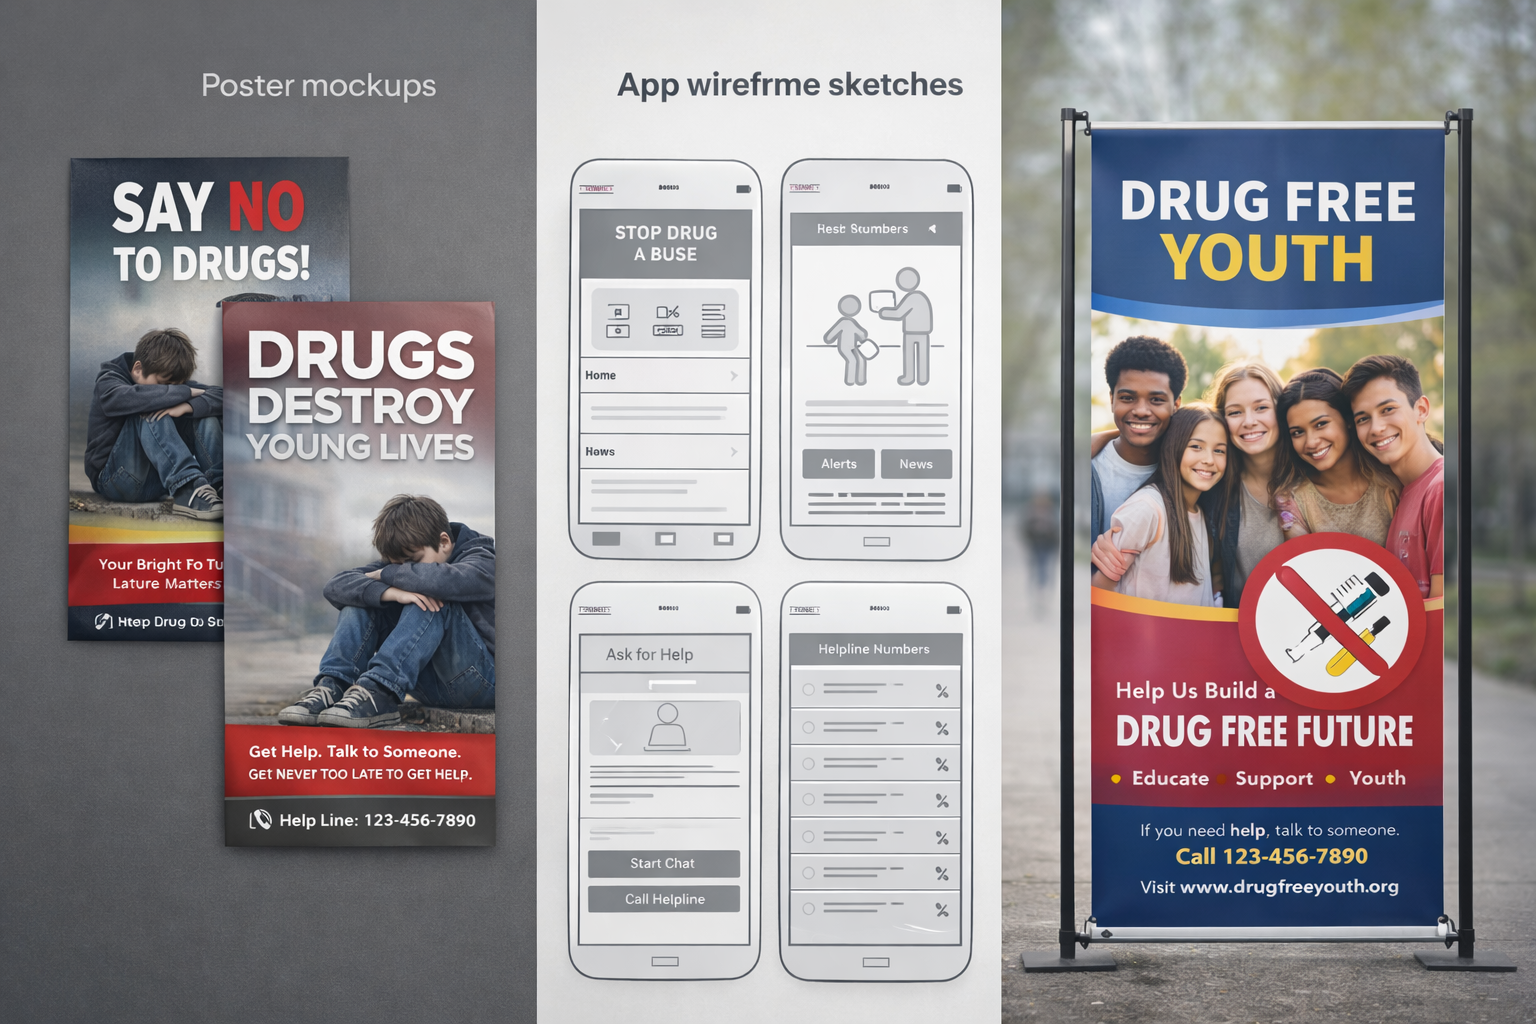 Poster mockups
SAY NO
TO DRUGS!
Your Bright Fo Tu
Lature Matters
Htep Drug
DRUGS
DESTROY
YOUNG LIVES
Get Help. Talk to Someone.
GET NEVER TOO LATE TO GET HELP.
Help Line: 123-456-7890
App wirefrme sketches
STOP DRUG
A BUSE
Home
Hews
Hesb Stumbers
Alerts
News
Ask for Help
Start Chat
Call Helpline
Helpline Numbers
DRUG FREE
YOUTH
Help Us Build a
DRUG FREE FUTURE
• Educate • Support • Youth
If you need help, talk to someone.
Call 123-456-7890
Visit www.drugfreeyouth.org